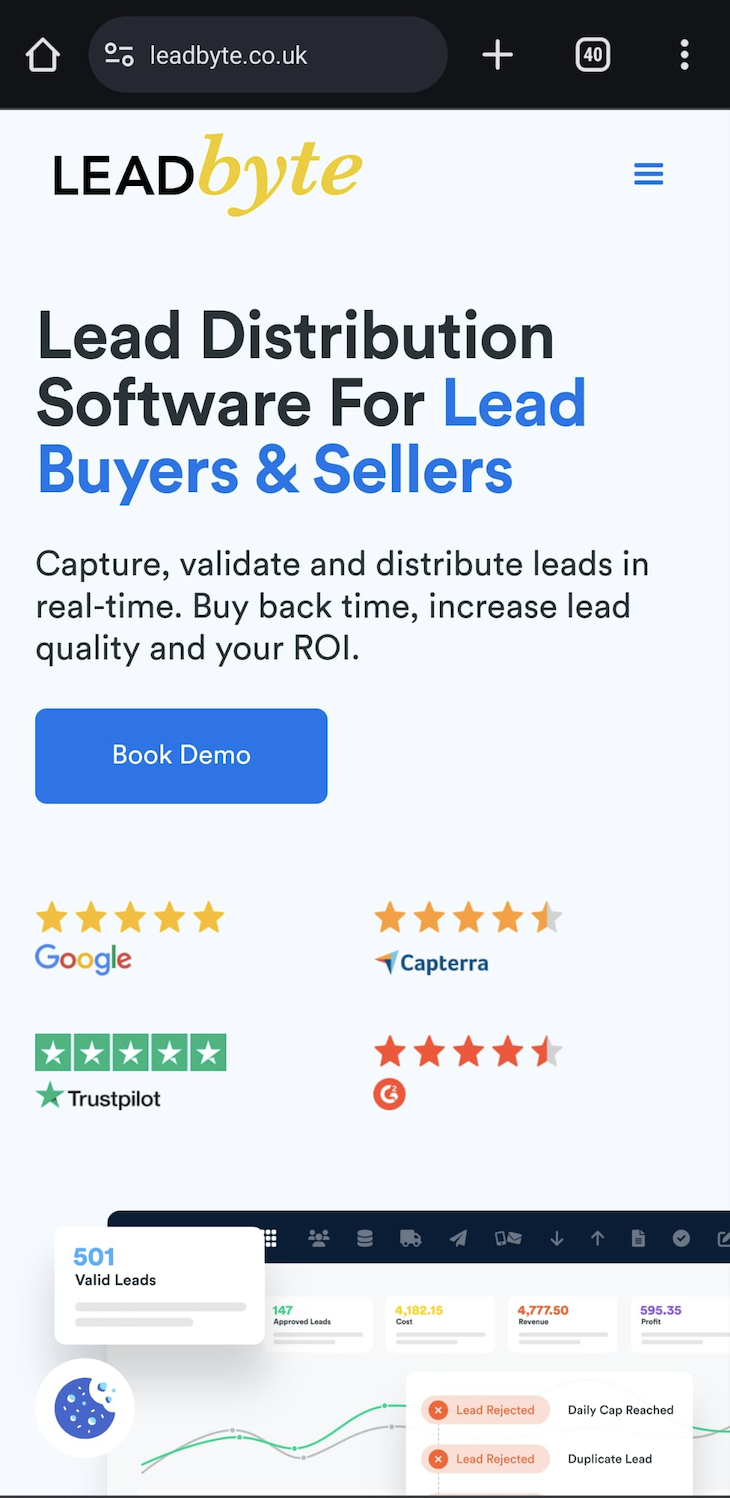 leadbyte.co.uk
40
LEADbyte
Lead Distribution
Software For Lead
Buyers & Sellers
Capture, validate and distribute leads in
real-time. Buy back time, increase lead
quality and your ROI.
Book Demo
Google
Capterra
Trustpilot
G2
501
Valid Leads
147
Approved Leads
4,182.15
Cost
4,777.50
Revenue
595.35
Profit
Lead Rejected
Daily Cap Reached
Lead Rejected
Duplicate Lead